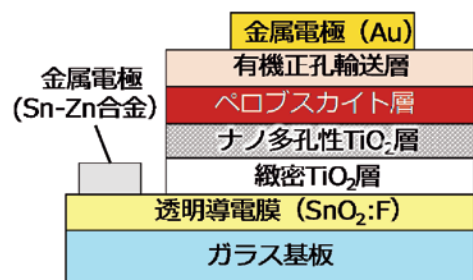 金属電極（Au）
有機正孔輸送層
金属電極
(Sn-Zn合金)
ペロブスカイト層
ナノ多孔性TiO₂層
緻密TiO₂層
透明導電膜（SnO₂:F）
ガラス基板